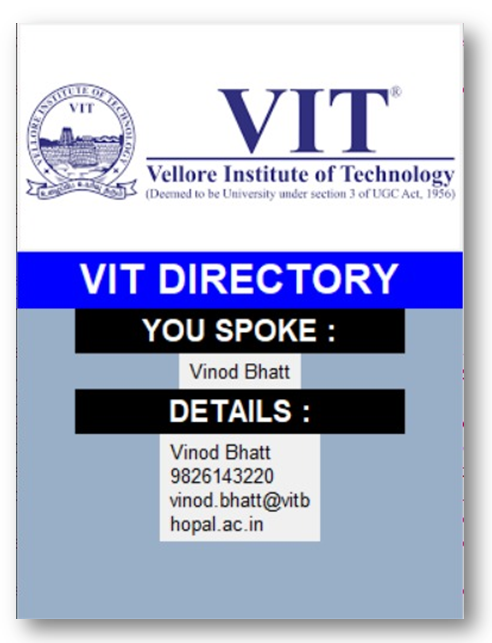 VELLORE INSTITUTE OF TECHNOLOGY
VIT
VIT®
Vellore Institute of Technology
(Deemed to be University under section 3 of UGC Act, 1956)
VIT DIRECTORY
YOU SPOKE :
Vinod Bhatt
DETAILS :
Vinod Bhatt
9826143220
vinod.bhatt@vitb
hopal.ac.in